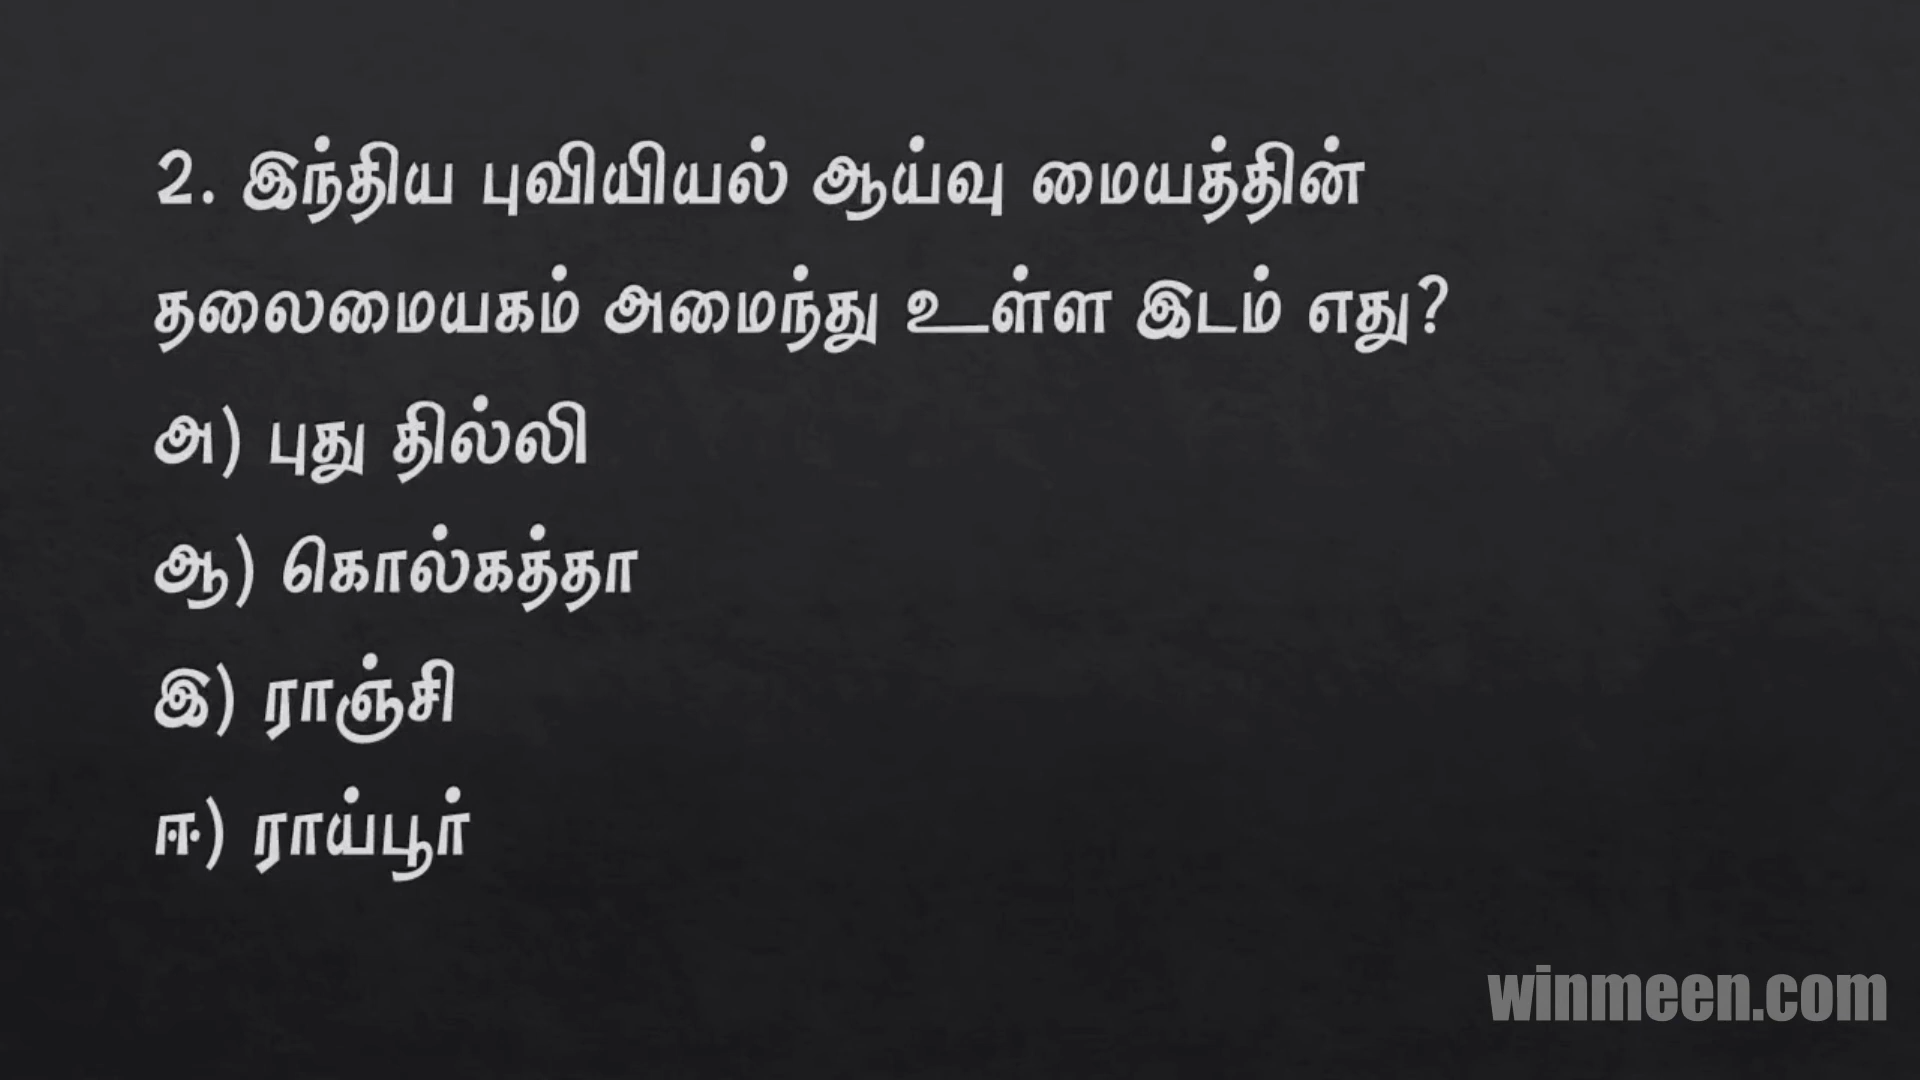 2. இந்திய புவியியல் ஆய்வு மையத்தின்
தலைமையகம் அமைந்து உள்ள இடம் எது?
அ) புது தில்லி
ஆ) கொல்கத்தா
இ) ராஞ்சி
ஈ) ராய்பூர்
winmeen.com